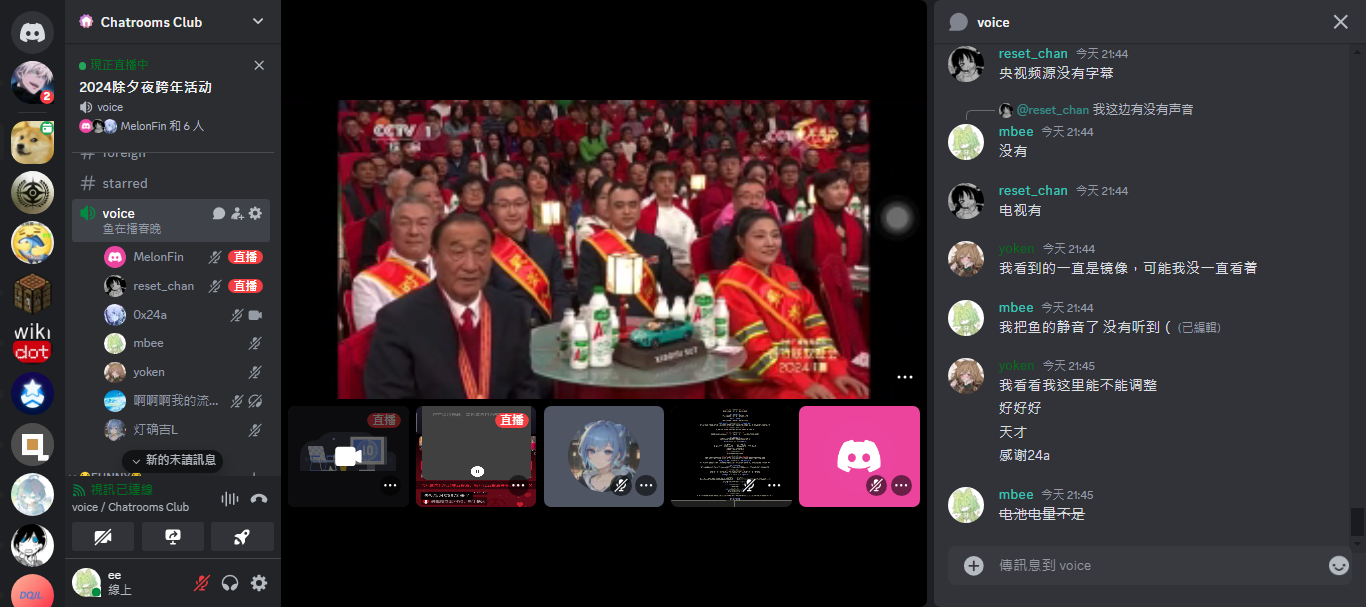 Chatrooms Club
現正直播中
2024除夕夜跨年活动
voice
MelonFin 和 6 人
# foreign
# starred
voice
鱼在播春晚
MelonFin
直播
reset_chan
直播
0x24a
mbee
yoken
啊啊啊我的流...
灯确吉L
新的未讀訊息
視訊已連線
voice / Chatrooms Club
ee
線上
2
wiki
dot
DQJL
CCTV 1
XIAOMI SU7
直播
直播
voice
reset_chan 今天 21:44
央视频源没有字幕
@reset_chan 我这边有没有声音
mbee 今天 21:44
没有
reset_chan 今天 21:44
电视有
yoken 今天 21:44
我看到的一直是镜像，可能我没一直看着
mbee 今天 21:44
我把鱼的静音了 没有听到（ (已編輯)
yoken 今天 21:45
我看看我这里能不能调整
好好好
天才
感谢24a
mbee 今天 21:45
电池电量不足
傳訊息到 voice